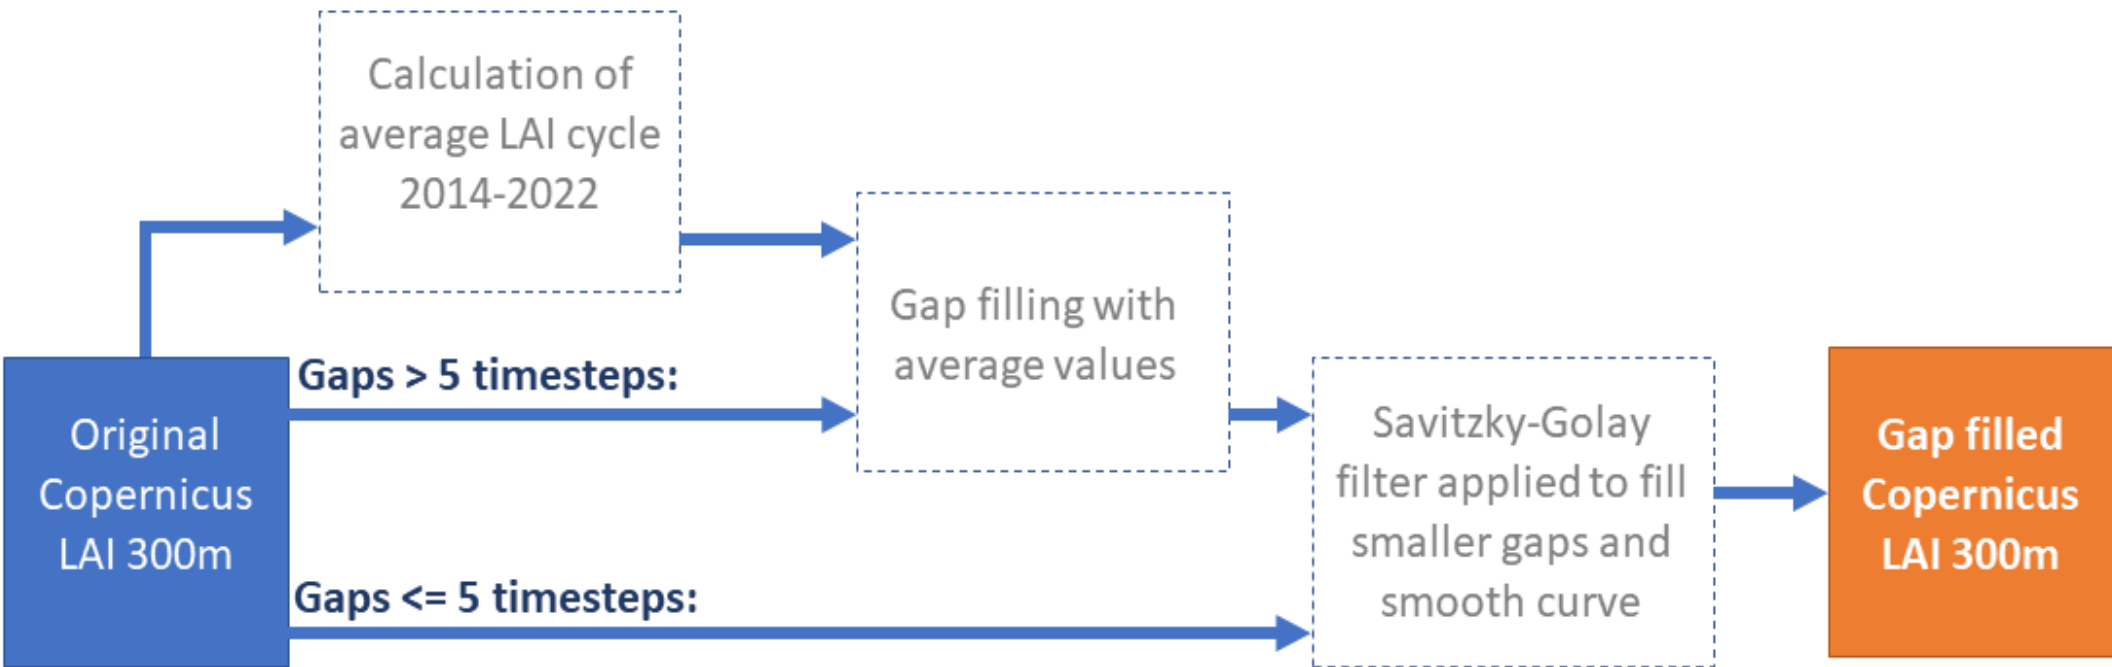 Calculation of
average LAI cycle
2014-2022
Gap filling with
average values
Gaps > 5 timesteps:
Original
Copernicus
LAI 300m
Gaps <= 5 timesteps:
Savitzky-Golay
filter applied to fill
smaller gaps and
smooth curve
Gap filled
Copernicus
LAI 300m